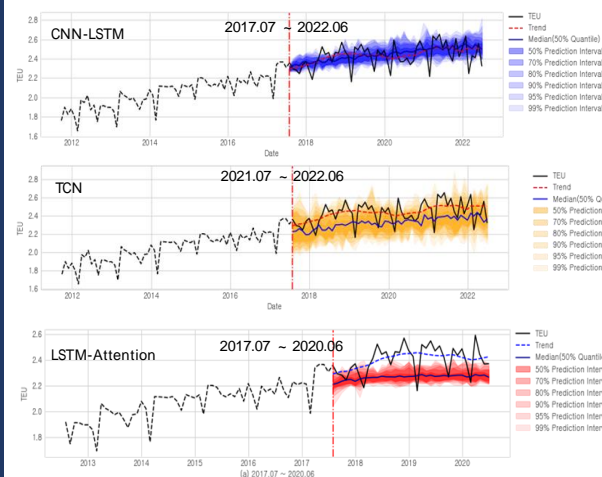 CNN-LSTM
2017.07 ~ 2022.06
2.8
2.6
2.4
2.2
2.0
1.8
1.6
TEU
2012 2014 2016 2018 2020 2022
Date
TEU
Trend
Median(50% Quantile)
50% Prediction Interval
70% Prediction Interval
80% Prediction Interval
90% Prediction Interval
95% Prediction Interval
99% Prediction Interval
TCN
2021.07 ~ 2022.06
2.8
2.6
2.4
2.2
2.0
1.8
1.6
TEU
2012 2014 2016 2018 2020 2022
Date
TEU
Trend
Median(50% Qu
50% Prediction
70% Prediction
80% Prediction
90% Prediction
95% Prediction
99% Prediction
LSTM-Attention
2017.07 ~ 2020.06
2.6
2.4
2.2
2.0
1.8
TEU
2013 2014 2015 2016 2017 2018 2019 2020
(a) 2017.07 ~ 2020.06
TEU
Trend
Median(50% Quantile
50% Prediction Inter
70% Prediction Inter
80% Prediction Inter
90% Prediction Inter
95% Prediction Inter
99% Prediction Inter